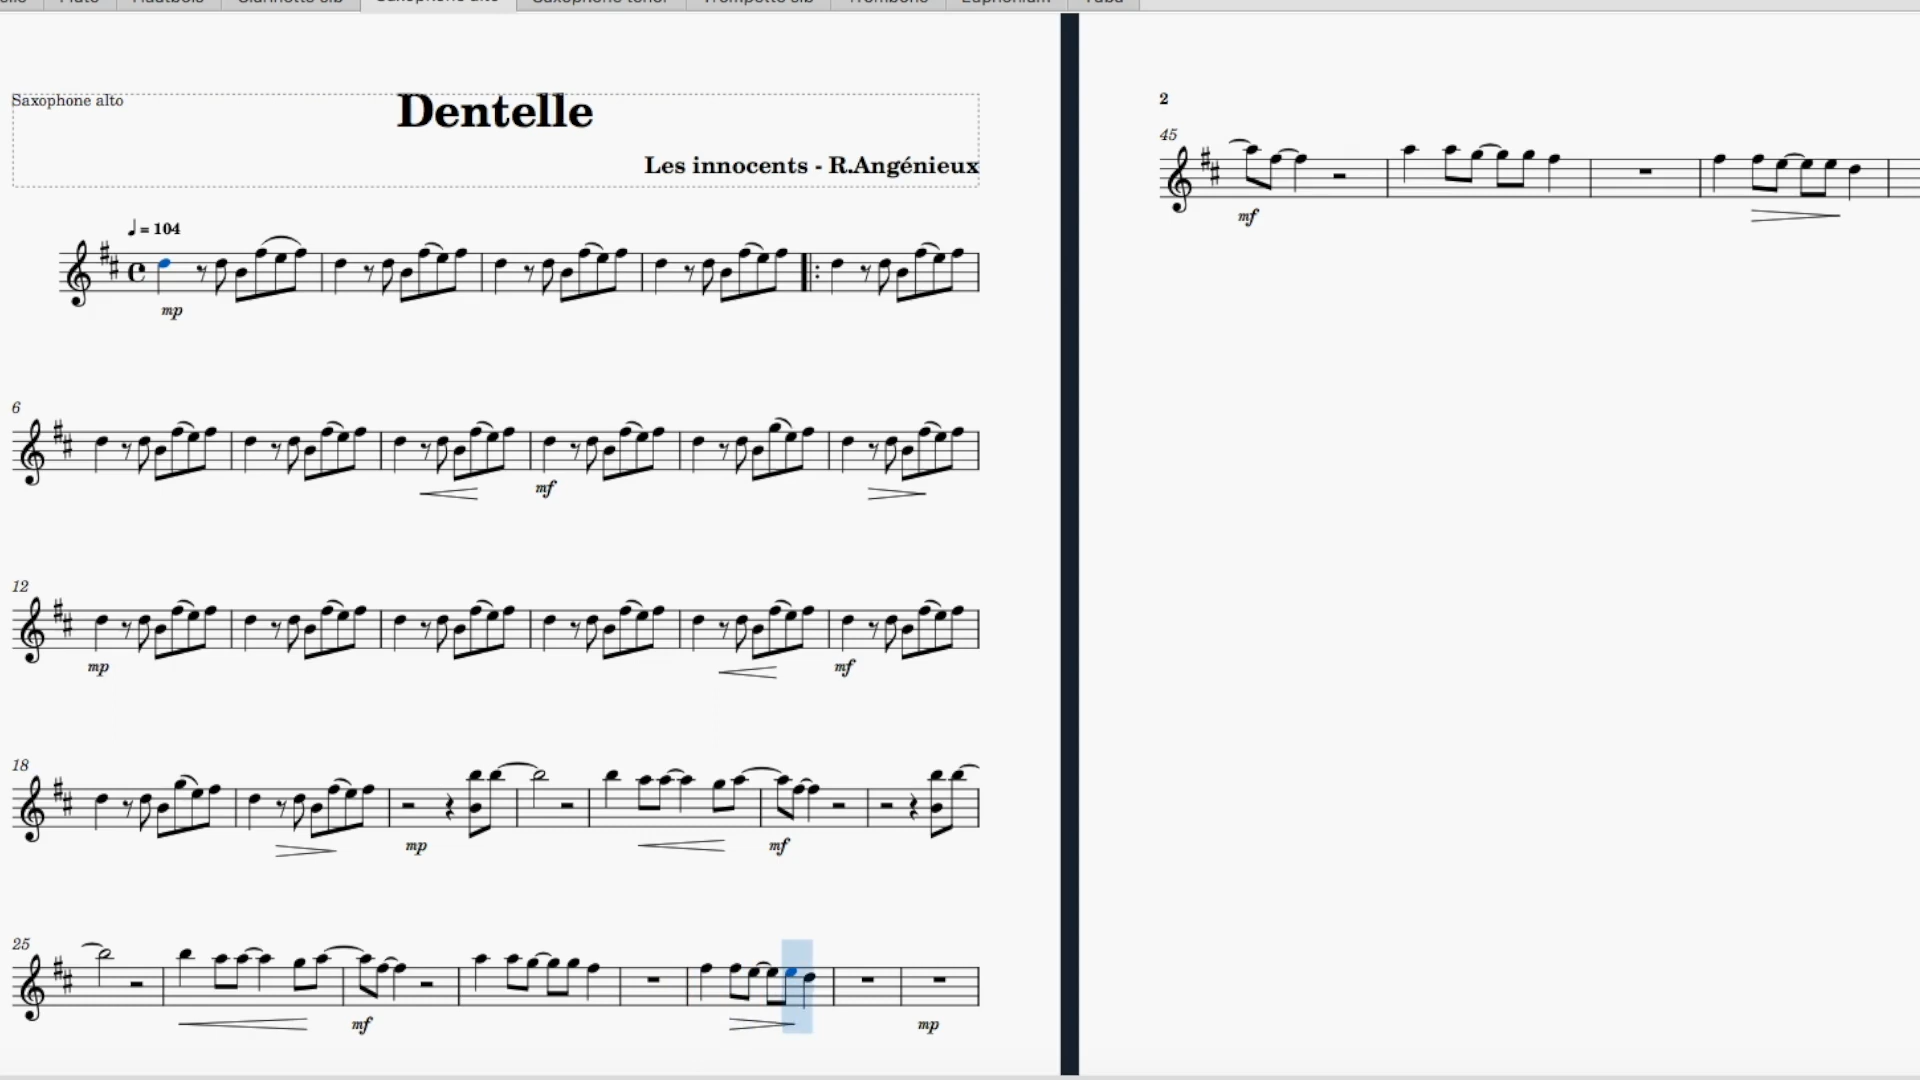 Saxophone alto
Dentelle
Les innocents - R.Angénieux
= 104
mp
6
mf
12
mp
mf
18
mp
mf
25
mf
mp
2
45
mf